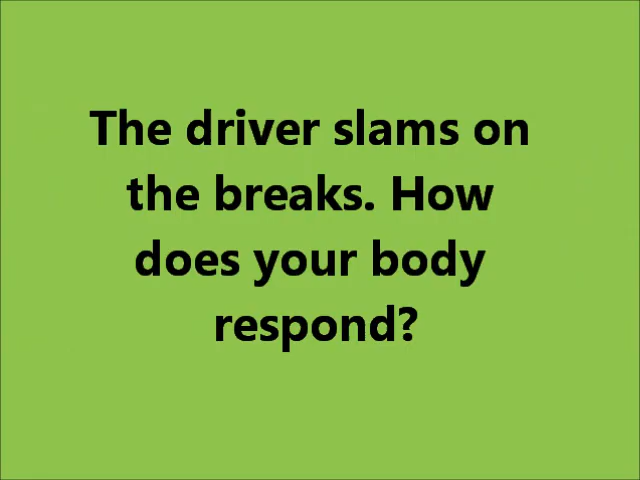 The driver slams on
the breaks. How
does your body
respond?